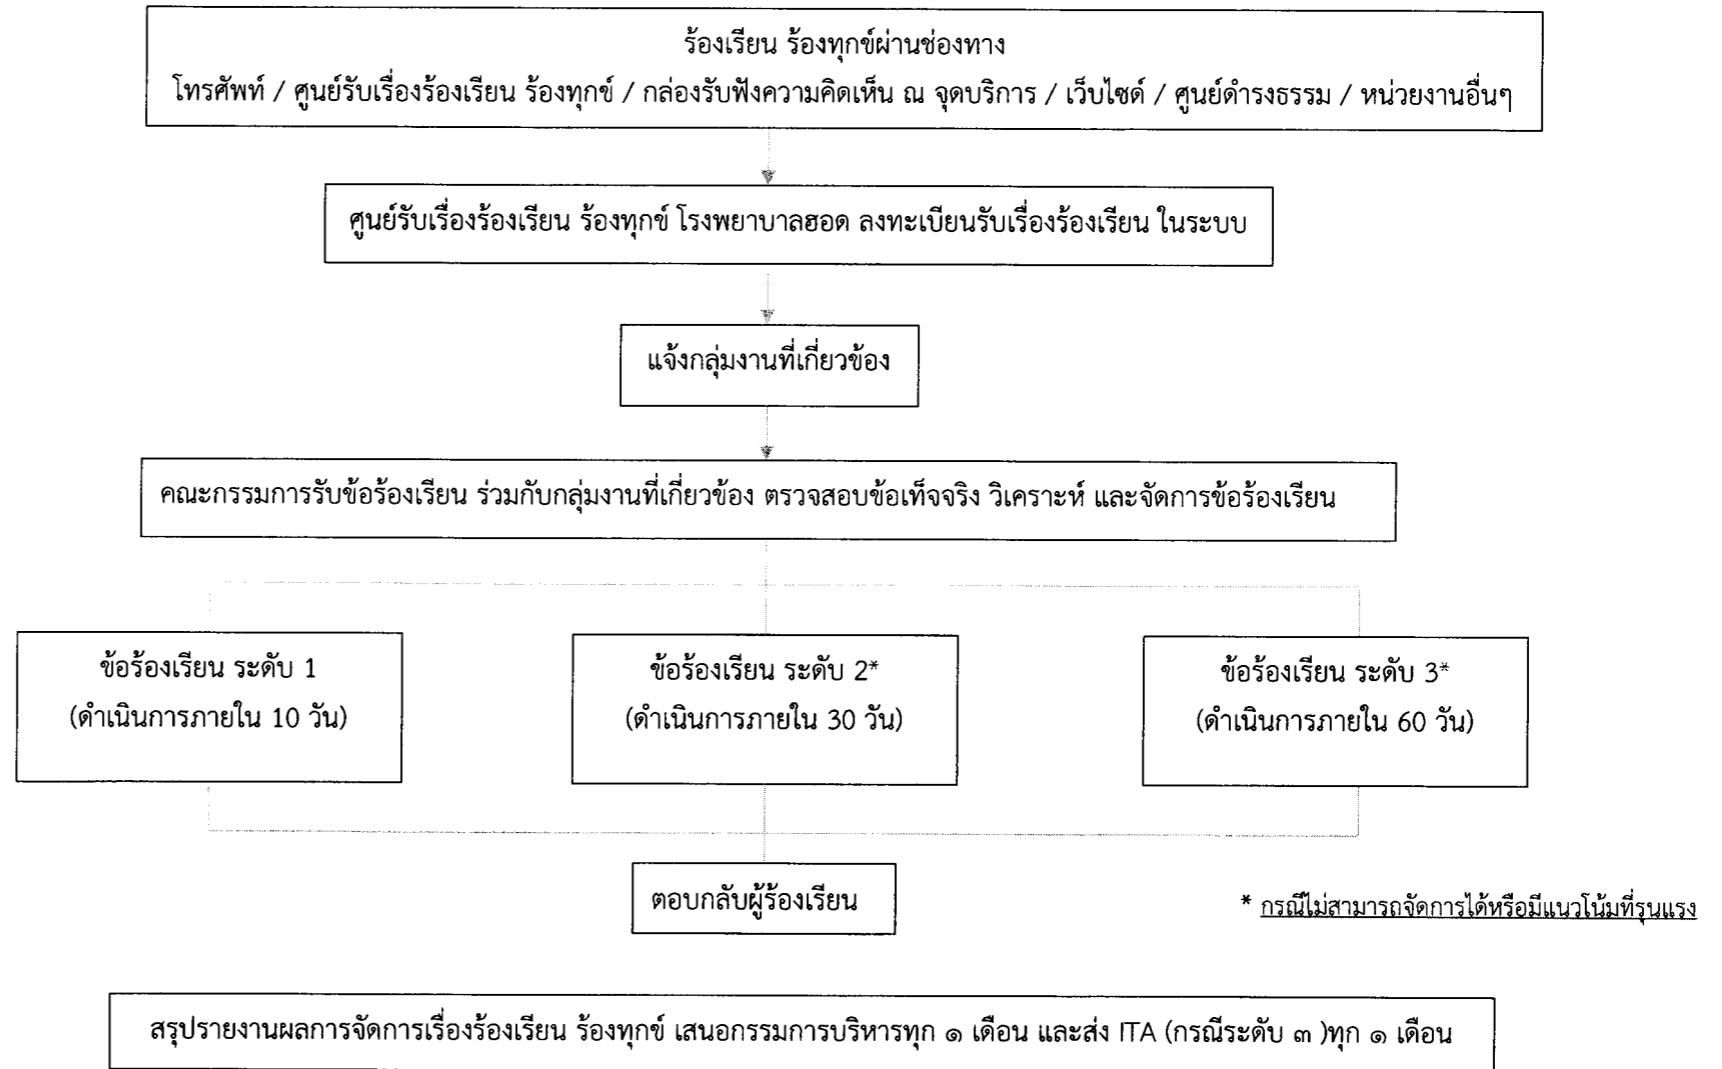 ร้องเรียน ร้องทุกข์ผ่านช่องทาง
โทรศัพท์ / ศูนย์รับเรื่องร้องเรียน ร้องทุกข์ / กล่องรับฟังความคิดเห็น ณ จุดบริการ / เว็บไซด์ / ศูนย์ดำรงธรรม / หน่วยงานอื่นๆ
ศูนย์รับเรื่องร้องเรียน ร้องทุกข์ โรงพยาบาลฮอด ลงทะเบียนรับเรื่องร้องเรียน ในระบบ
แจ้งกลุ่มงานที่เกี่ยวข้อง
คณะกรรมการรับข้อร้องเรียน ร่วมกับกลุ่มงานที่เกี่ยวข้อง ตรวจสอบข้อเท็จจริง วิเคราะห์ และจัดการข้อร้องเรียน
ข้อร้องเรียน ระดับ 1
(ดำเนินการภายใน 10 วัน)
ข้อร้องเรียน ระดับ 2*
(ดำเนินการภายใน 30 วัน)
ข้อร้องเรียน ระดับ 3*
(ดำเนินการภายใน 60 วัน)
ตอบกลับผู้ร้องเรียน
* กรณีไม่สามารถจัดการได้หรือมีแนวโน้มที่รุนแรง
สรุปรายงานผลการจัดการเรื่องร้องเรียน ร้องทุกข์ เสนอกรรมการบริหารทุก ๑ เดือน และส่ง ITA (กรณีระดับ ๓ )ทุก ๑ เดือน